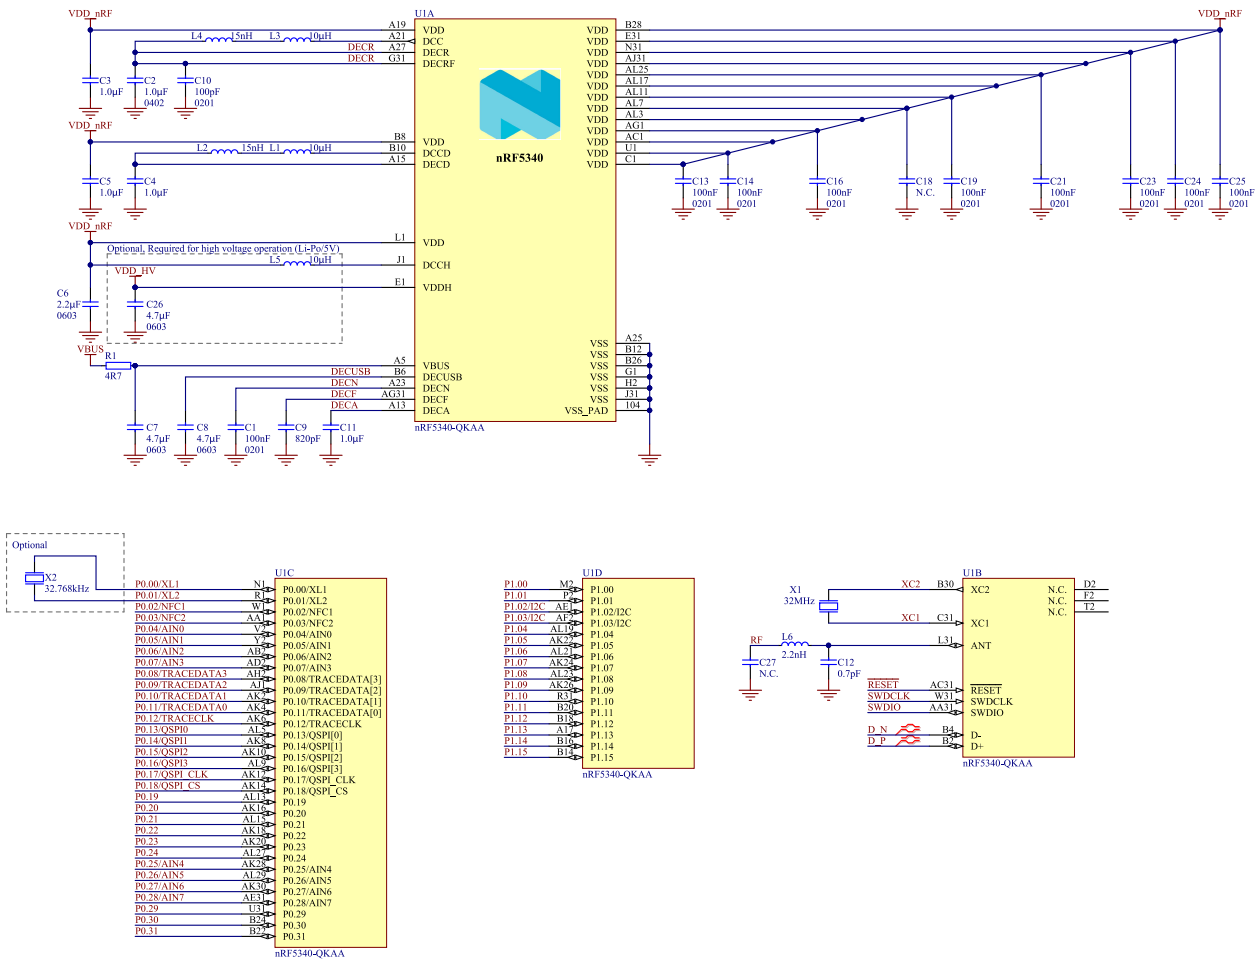 VDD_nRF
U1A
VDD_nRF
A19 VDD
L4 15nH L3 10µH A21 DCC
DECR A27 DECR
DECR G31 DECRF
C3
1.0µF
C2
1.0µF
0402
C10
100pF
0201
VDD_nRF
B8 VDD
L2 15nH L1 10µH B10 DCCD
A15 DECD
C5
1.0µF
C4
1.0µF
VDD_nRF
L1 VDD
Optional, Required for high voltage operation (Li-Po/5V)
L5 10µH J1 DCCH
VDD_HV
E1 VDDH
C6
2.2µF
0603
C26
4.7µF
0603
VBUS
R1
4R7
A5 VBUS
DECUSB B6 DECUSB
DECN A23 DECN
DECF AG31 DECF
DECA A13 DECA
C7
4.7µF
0603
C8
4.7µF
0603
C1
100nF
0201
C9
820pF
C11
1.0µF
nRF5340
VDD B28
VDD E31
VDD N31
VDD AJ31
VDD AL25
VDD AL17
VDD AL11
VDD AL7
VDD AL3
VDD AG1
VDD AC1
VDD U1
VDD C1
C13
100nF
0201
C14
100nF
0201
C16
100nF
0201
C18
N.C.
C19
100nF
0201
C21
100nF
0201
C23
100nF
0201
C24
100nF
0201
C25
100nF
0201
VSS A25
VSS B12
VSS B26
VSS G1
VSS H2
VSS J31
VSS_PAD 104
nRF5340-QKAA
Optional
X2
32.768kHz
U1C
P0.00/XL1 N1 P0.00/XL1
P0.01/XL2 R1 P0.01/XL2
P0.02/NFC1 W1 P0.02/NFC1
P0.03/NFC2 AA1 P0.03/NFC2
P0.04/AIN0 V2 P0.04/AIN0
P0.05/AIN1 Y2 P0.05/AIN1
P0.06/AIN2 AB2 P0.06/AIN2
P0.07/AIN3 AD2 P0.07/AIN3
P0.08/TRACEDATA3 AH2 P0.08/TRACEDATA[3]
P0.09/TRACEDATA2 AJ1 P0.09/TRACEDATA[2]
P0.10/TRACEDATA1 AK2 P0.10/TRACEDATA[1]
P0.11/TRACEDATA0 AK4 P0.11/TRACEDATA[0]
P0.12/TRACECLK AK6 P0.12/TRACECLK
P0.13/QSPI0 AL5 P0.13/QSPI[0]
P0.14/QSPI1 AK8 P0.14/QSPI[1]
P0.15/QSPI2 AK10 P0.15/QSPI[2]
P0.16/QSPI3 AL9 P0.16/QSPI[3]
P0.17/QSPI_CLK AK12 P0.17/QSPI_CLK
P0.18/QSPI_CS AK14 P0.18/QSPI_CS
P0.19 AL13 P0.19
P0.20 AK16 P0.20
P0.21 AL15 P0.21
P0.22 AK18 P0.22
P0.23 AK20 P0.23
P0.24 AL27 P0.24
P0.25/AIN4 AK28 P0.25/AIN4
P0.26/AIN5 AL29 P0.26/AIN5
P0.27/AIN6 AK30 P0.27/AIN6
P0.28/AIN7 AE31 P0.28/AIN7
P0.29 U31 P0.29
P0.30 B24 P0.30
P0.31 B22 P0.31
nRF5340-QKAA
U1D
P1.00 M2 P1.00
P1.01 P2 P1.01
P1.02/I2C AE1 P1.02/I2C
P1.03/I2C AF2 P1.03/I2C
P1.04 AL19 P1.04
P1.05 AK22 P1.05
P1.06 AL21 P1.06
P1.07 AK24 P1.07
P1.08 AL23 P1.08
P1.09 AK26 P1.09
P1.10 R31 P1.10
P1.11 B20 P1.11
P1.12 B18 P1.12
P1.13 A17 P1.13
P1.14 B16 P1.14
P1.15 B14 P1.15
nRF5340-QKAA
U1B
X1
32MHz
XC2 B30 XC2
XC1 C31 XC1
RF L6
2.2nH
L31 ANT
C27
N.C.
C12
0.7pF
RESET AC31 RESET
SWDCLK W31 SWDCLK
SWDIO AA31 SWDIO
D_N B4 D-
D_P B2 D+
N.C. D2
N.C. F2
N.C. T2
nRF5340-QKAA